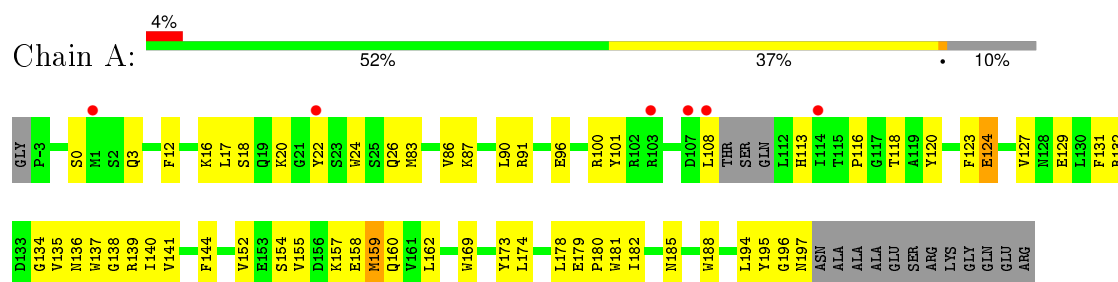 4%
Chain A:
52% 37% • 10%
GLY P-3 S0 M1 S2 Q3 F12 K16 L17 S18 Q19 K20 G21 Y22 S23 W24 S25 Q26 M83 V86 K87 L90 R91 E96 R100 Y101 R102 R103 D107 L108 THR SER GLN L112 H113 I114 T115 P116 G117 T118 A119 Y120 F123 E124 V127 N128 E129 L130 F131 R132
D133 G134 V135 N136 W137 G138 R139 I140 V141 F144 V152 E153 S154 V155 D156 K157 E158 M159 Q160 V161 L162 W169 Y173 L174 L178 E179 P180 W181 I182 N185 W188 L194 Y195 G196 N197 ASN ALA ALA ALA GLU SER ARG LYS GLY GLN GLU ARG